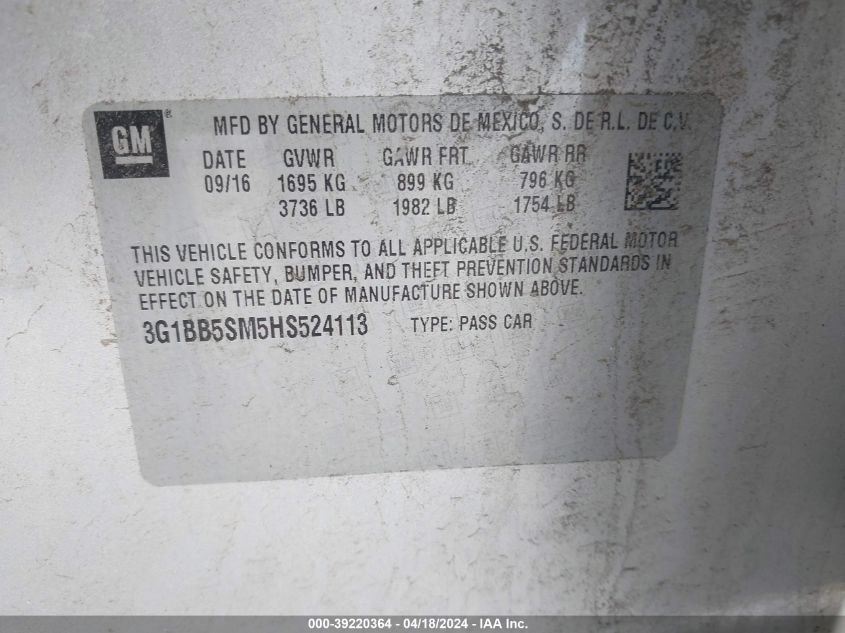 GM ®
MFD BY GENERAL MOTORS DE MEXICO, S. DE R.L. DE C.V.
DATE GVWR GAWR FRT GAWR RR
09/16 1695 KG 899 KG 796 KG
3736 LB 1982 LB 1754 LB
THIS VEHICLE CONFORMS TO ALL APPLICABLE U.S. FEDERAL MOTOR
VEHICLE SAFETY, BUMPER, AND THEFT PREVENTION STANDARDS IN
EFFECT ON THE DATE OF MANUFACTURE SHOWN ABOVE.
3G1BB5SM5HS524113 TYPE: PASS CAR
000-39220364 - 04/18/2024 - IAA Inc.